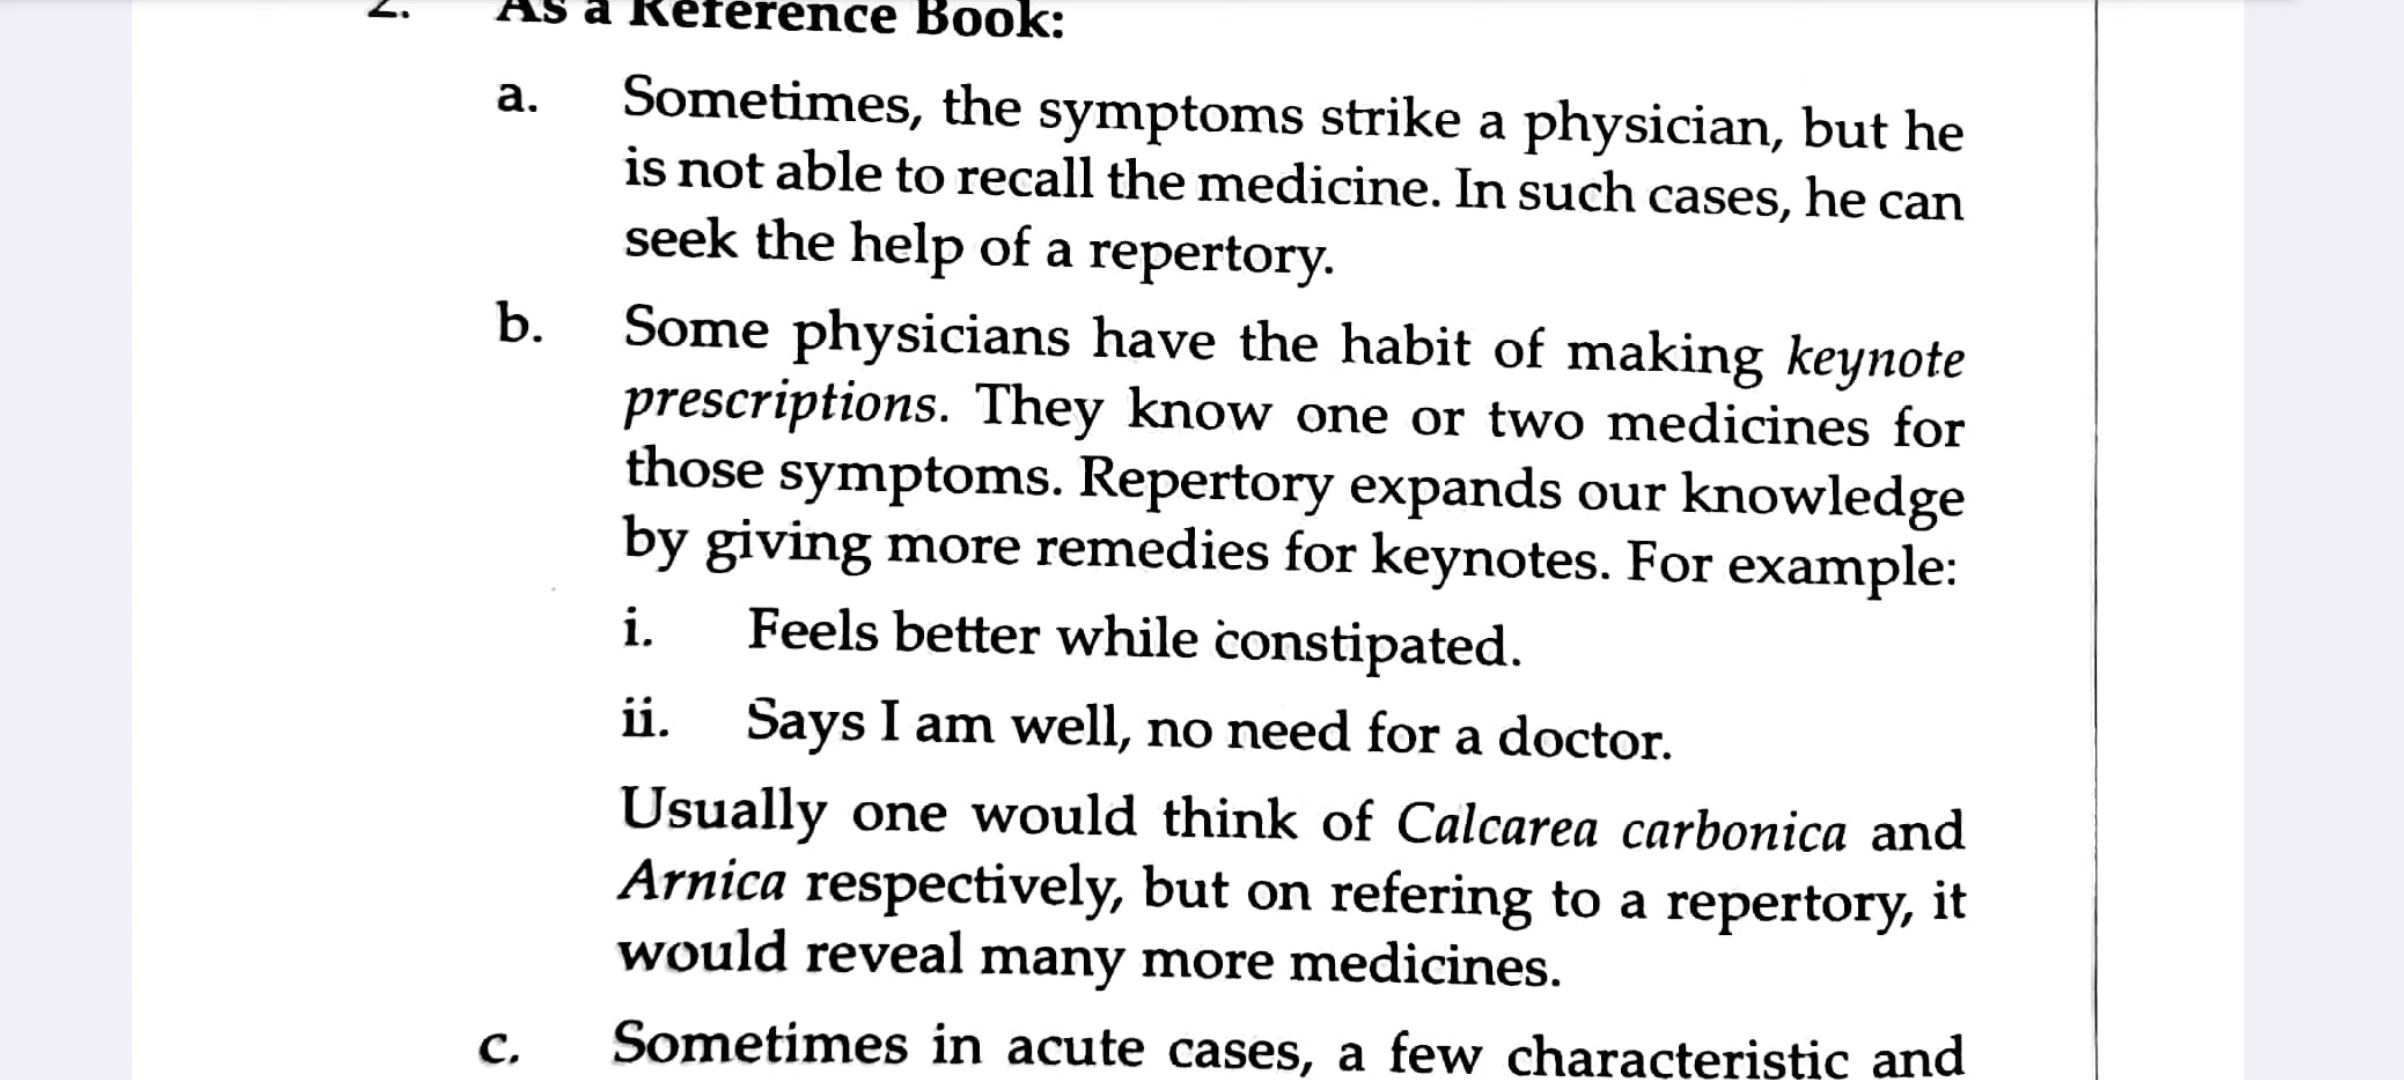 2. As a Reference Book:
a. Sometimes, the symptoms strike a physician, but he
is not able to recall the medicine. In such cases, he can
seek the help of a repertory.
b. Some physicians have the habit of making keynote
prescriptions. They know one or two medicines for
those symptoms. Repertory expands our knowledge
by giving more remedies for keynotes. For example:
i. Feels better while constipated.
ii. Says I am well, no need for a doctor.
Usually one would think of Calcarea carbonica and
Arnica respectively, but on refering to a repertory, it
would reveal many more medicines.
c. Sometimes in acute cases, a few characteristic and